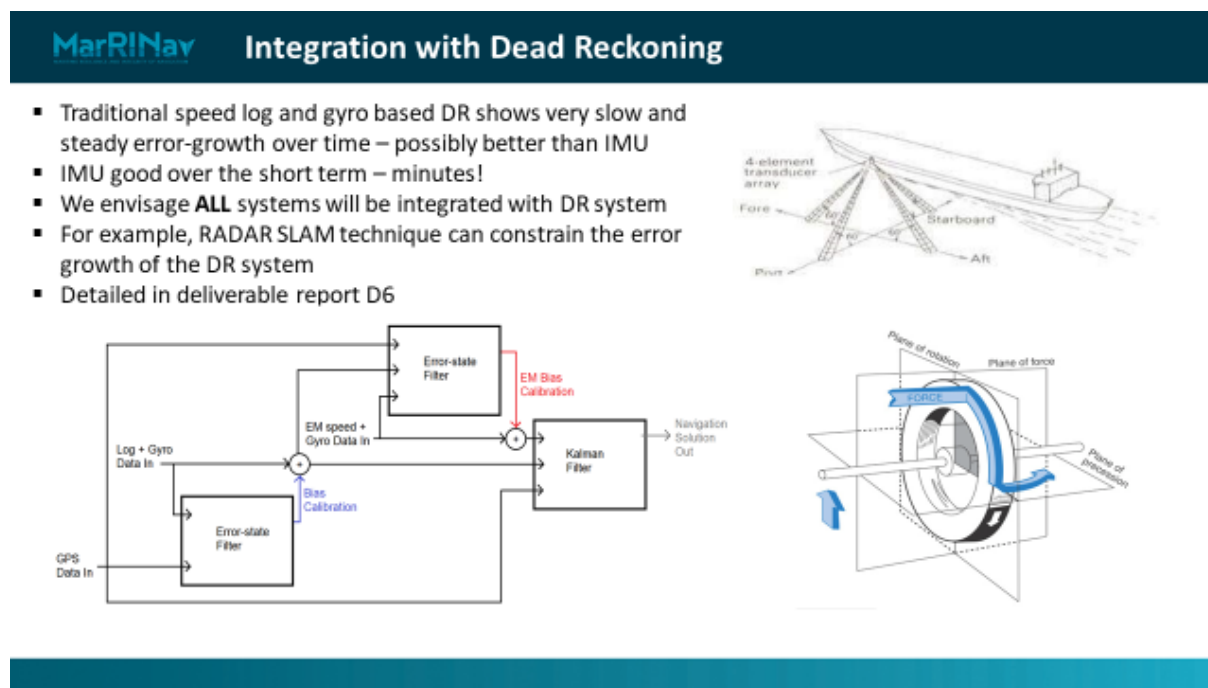 MarRINav
Integration with Dead Reckoning
▪ Traditional speed log and gyro based DR shows very slow and
steady error-growth over time – possibly better than IMU
▪ IMU good over the short term – minutes!
▪ We envisage ALL systems will be integrated with DR system
▪ For example, RADAR SLAM technique can constrain the error
growth of the DR system
▪ Detailed in deliverable report D6
4-element
transducer
array
Fore
Starboard
Aft
Error-state
Filter
EM Bias
Calibration
EM speed +
Gyro Data In
Navigation
Solution
Out
Log + Gyro
Data In
Kalman
Filter
Bias
Calibration
Error-state
Filter
GPS
Data In
Plane of rotation
Plane of force
FORCE
Plane of
precession